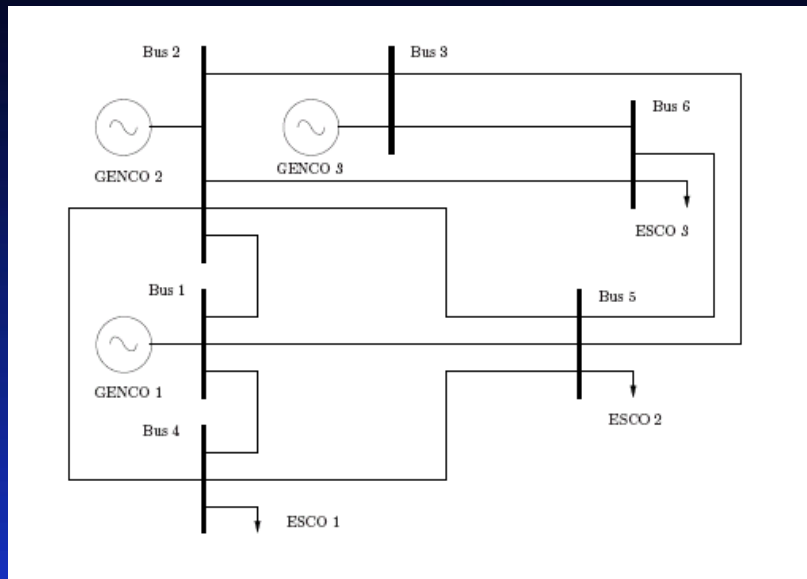 Bus 2
Bus 3
Bus 6
GENCO 2
GENCO 3
ESCO 3
Bus 1
Bus 5
GENCO 1
ESCO 2
Bus 4
ESCO 1